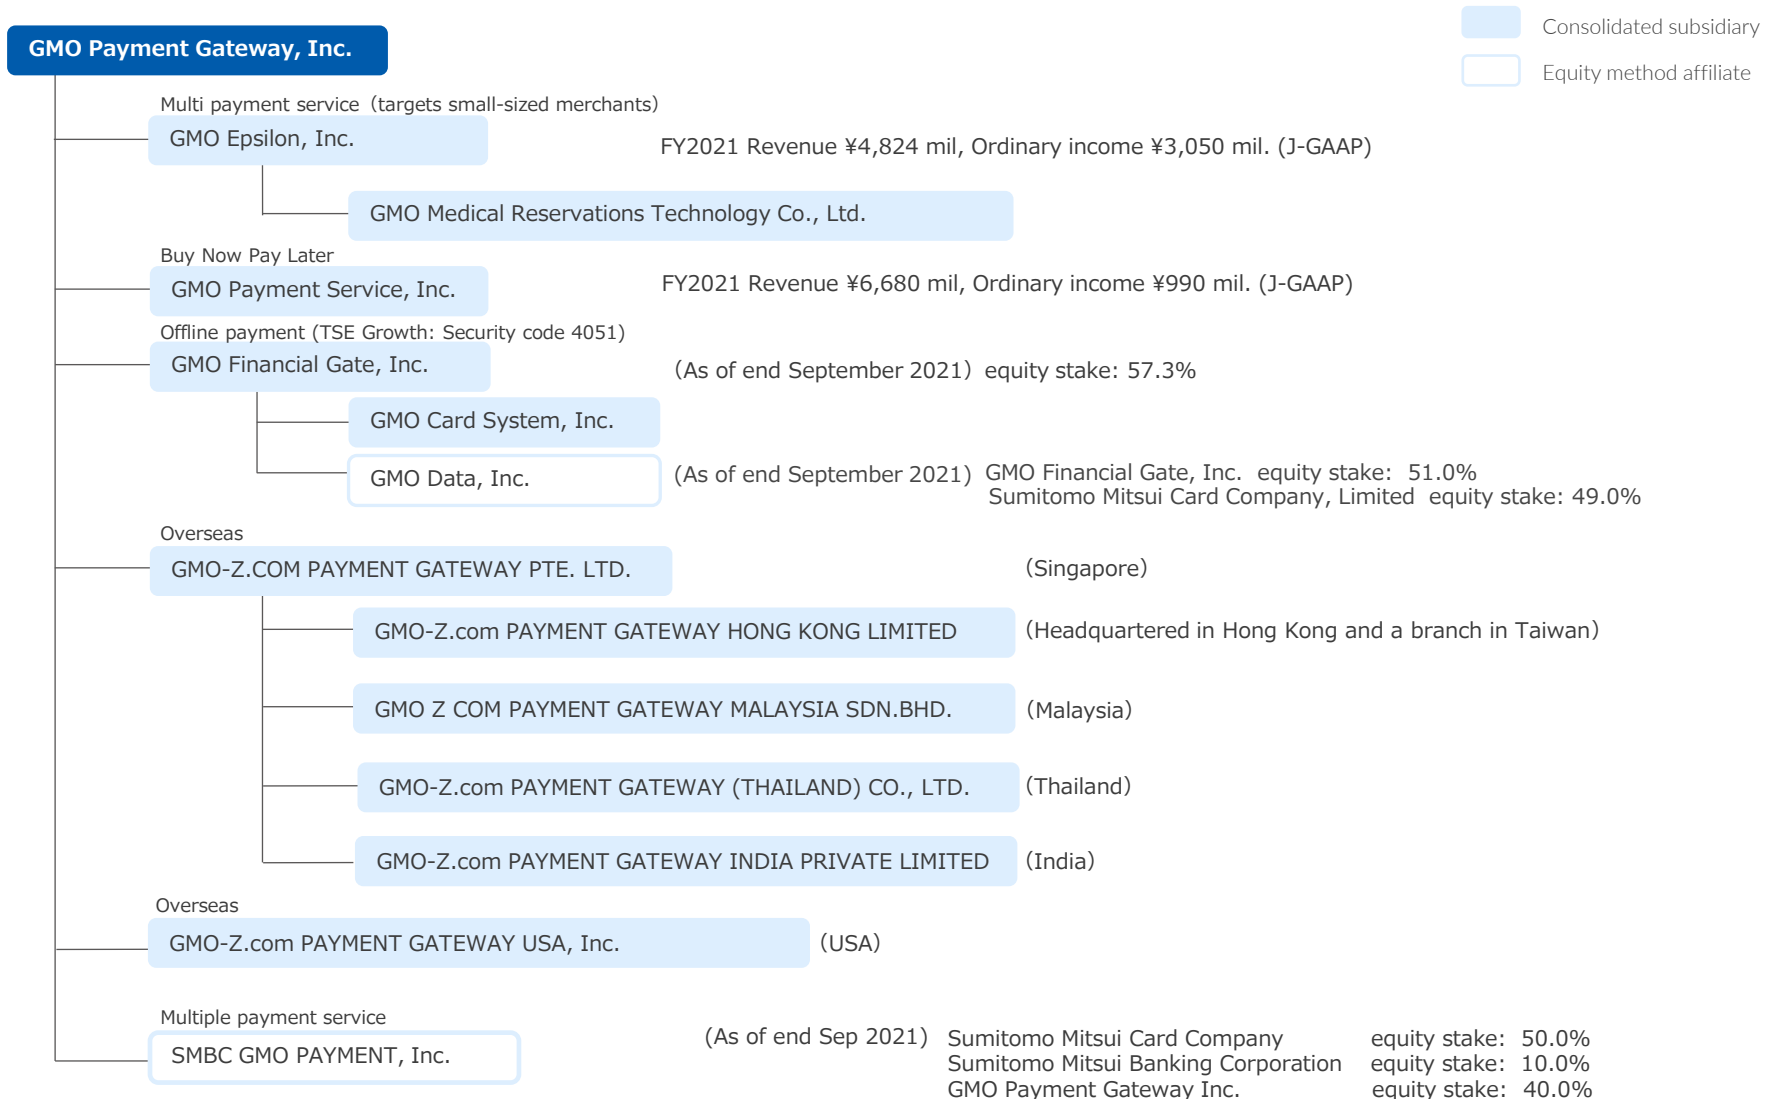 Consolidated subsidiary
Equity method affiliate
GMO Payment Gateway, Inc.
Multi payment service（targets small-sized merchants）
GMO Epsilon, Inc.
FY2021 Revenue ¥4,824 mil, Ordinary income ¥3,050 mil. (J-GAAP)
GMO Medical Reservations Technology Co., Ltd.
Buy Now Pay Later
GMO Payment Service, Inc.
FY2021 Revenue ¥6,680 mil, Ordinary income ¥990 mil. (J-GAAP)
Offline payment (TSE Growth: Security code 4051)
GMO Financial Gate, Inc.
（As of end September 2021）equity stake: 57.3%
GMO Card System, Inc.
GMO Data, Inc.
（As of end September 2021）GMO Financial Gate, Inc. equity stake: 51.0%
Sumitomo Mitsui Card Company, Limited equity stake: 49.0%
Overseas
GMO-Z.COM PAYMENT GATEWAY PTE. LTD.
（Singapore）
GMO-Z.com PAYMENT GATEWAY HONG KONG LIMITED
（Headquartered in Hong Kong and a branch in Taiwan）
GMO Z COM PAYMENT GATEWAY MALAYSIA SDN.BHD.
（Malaysia）
GMO-Z.com PAYMENT GATEWAY (THAILAND) CO., LTD.
（Thailand）
GMO-Z.com PAYMENT GATEWAY INDIA PRIVATE LIMITED
（India）
Overseas
GMO-Z.com PAYMENT GATEWAY USA, Inc.
（USA）
Multiple payment service
SMBC GMO PAYMENT, Inc.
（As of end Sep 2021） Sumitomo Mitsui Card Company equity stake: 50.0%
Sumitomo Mitsui Banking Corporation equity stake: 10.0%
GMO Payment Gateway Inc. equity stake: 40.0%